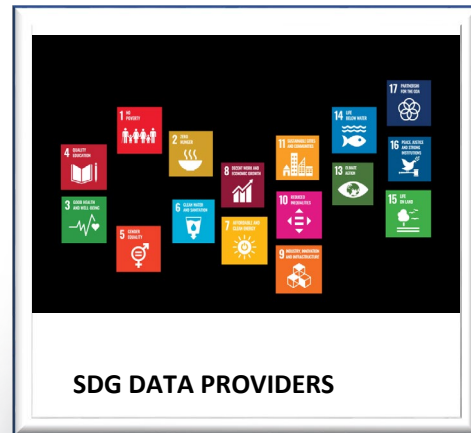 17
FOR THE
1 NO
POVERTY
14 LIFE
BELOW WATER
2 ZERO
HUNGER
11 SUSTAINABLE CITIES
AND COMMUNITIES
16 PEACE, JUSTICE
AND STRONG
INSTITUTIONS
4
EDUCATION
8 DECENT WORK AND
ECONOMIC GROWTH
13 CLIMATE
ACTION
3 GOOD HEALTH
AND WELL-BEING
6 CLEAN WATER
AND SANITATION
10 REDUCED
INEQUALITIES
15 LIFE
ON LAND
5 GENDER
EQUALITY
7 AFFORDABLE AND
CLEAN ENERGY
9 INDUSTRY, INNOVATION
AND INFRASTRUCTURE
SDG DATA PROVIDERS